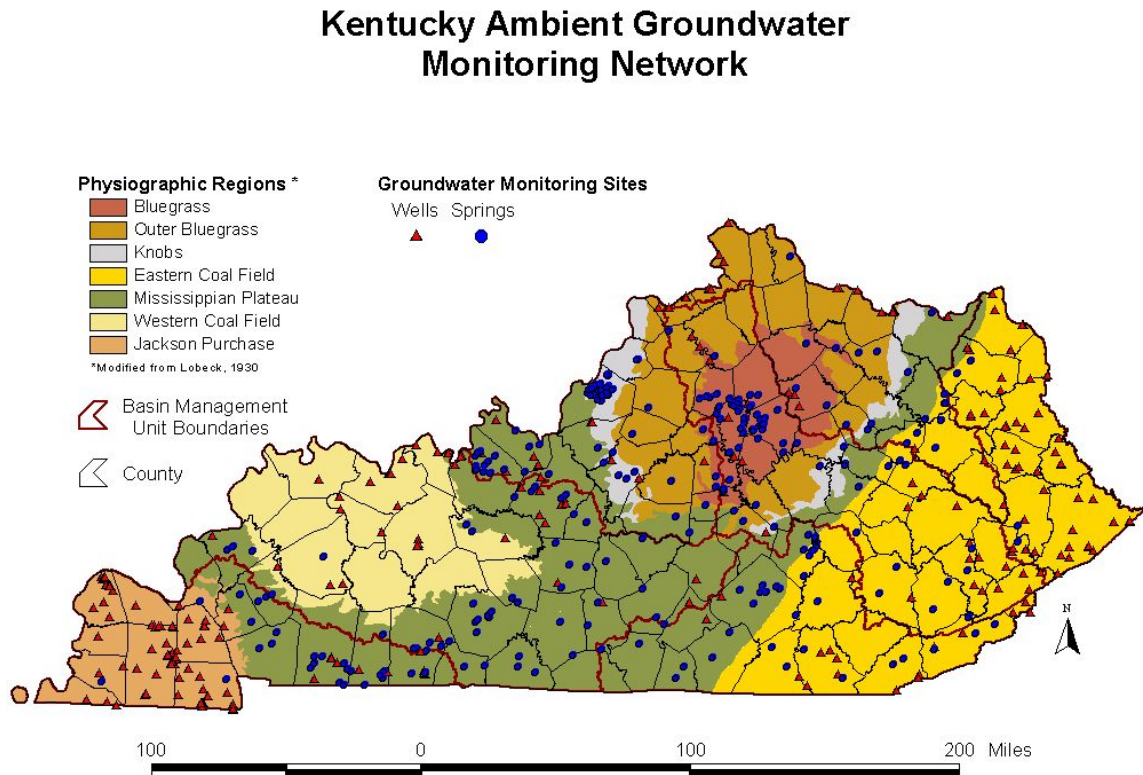 Kentucky Ambient Groundwater
Monitoring Network
Physiographic Regions *
Bluegrass
Outer Bluegrass
Knobs
Eastern Coal Field
Mississippian Plateau
Western Coal Field
Jackson Purchase
*Modified from Lobeck, 1930
Basin Management
Unit Boundaries
County
Groundwater Monitoring Sites
Wells Springs
N
100 0 100 200 Miles